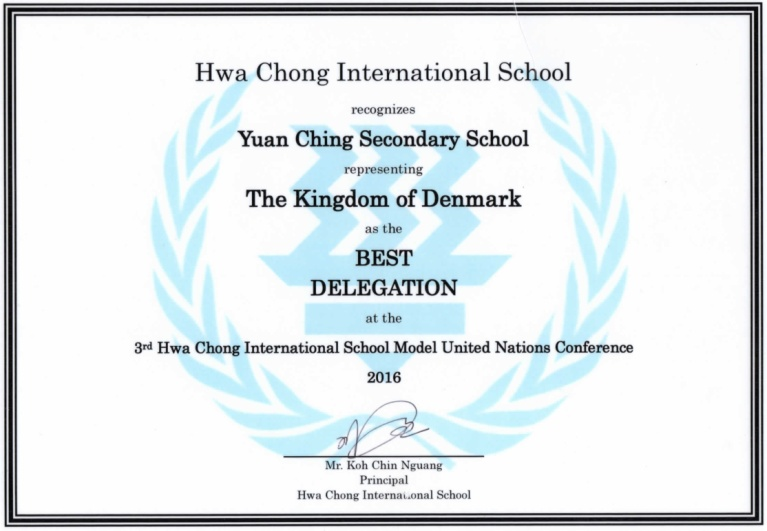 Hwa Chong International School
recognizes
Yuan Ching Secondary School
representing
The Kingdom of Denmark
as the
BEST
DELEGATION
at the
3rd Hwa Chong International School Model United Nations Conference
2016
Mr. Koh Chin Nguang
Principal
Hwa Chong International School